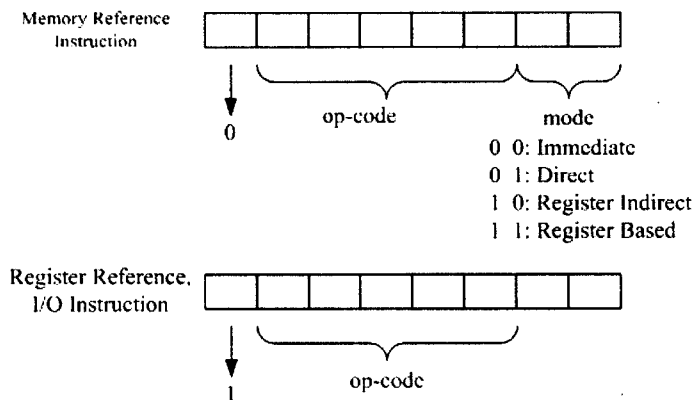 Memory Reference
Instruction
0
op-code
mode
0 0: Immediate
0 1: Direct
1 0: Register Indirect
1 1: Register Based
Register Reference,
I/O Instruction
1
op-code